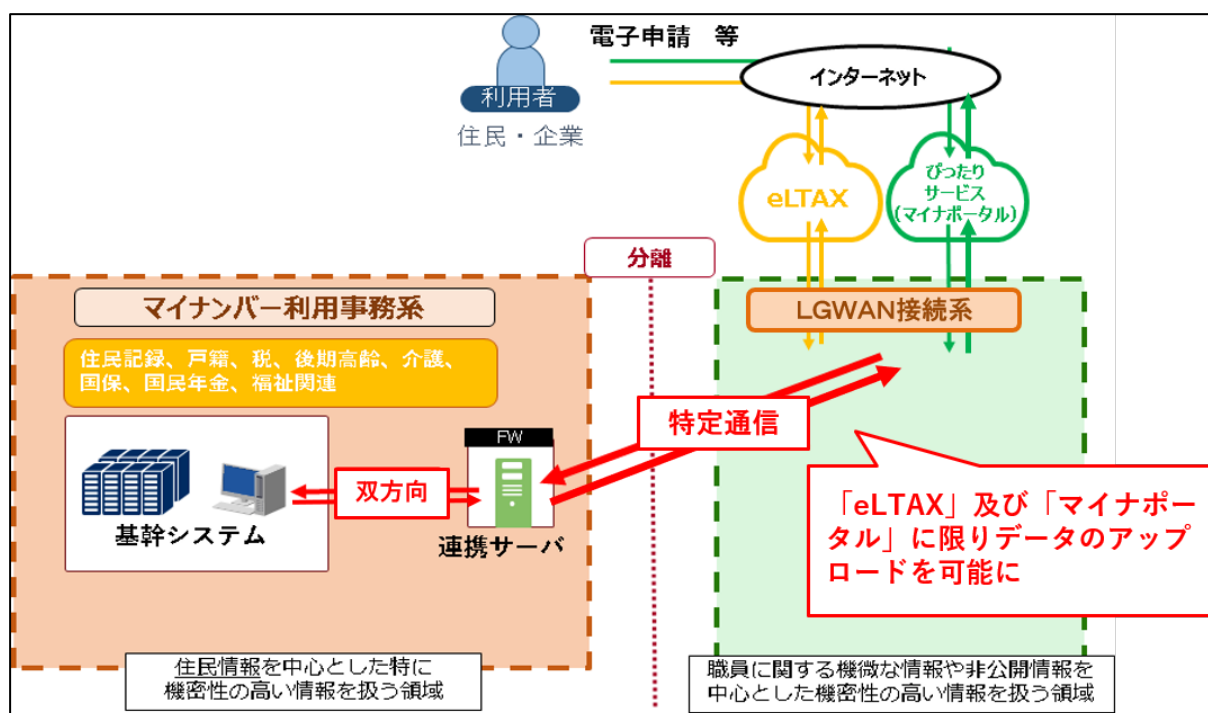 電子申請　等
インターネット
利用者
住民・企業
eLTAX
ぴったり
サービス
(マイナポータル)
分離
マイナンバー利用事務系
LGWAN接続系
住民記録、戸籍、税、後期高齢、介護、
国保、国民年金、福祉関連
特定通信
FW
双方向
基幹システム
連携サーバ
「eLTAX」及び「マイナポー
タル」に限りデータのアップ
ロードを可能に
住民情報を中心とした特に
機密性の高い情報を扱う領域
職員に関する機微な情報や非公開情報を
中心とした機密性の高い情報を扱う領域